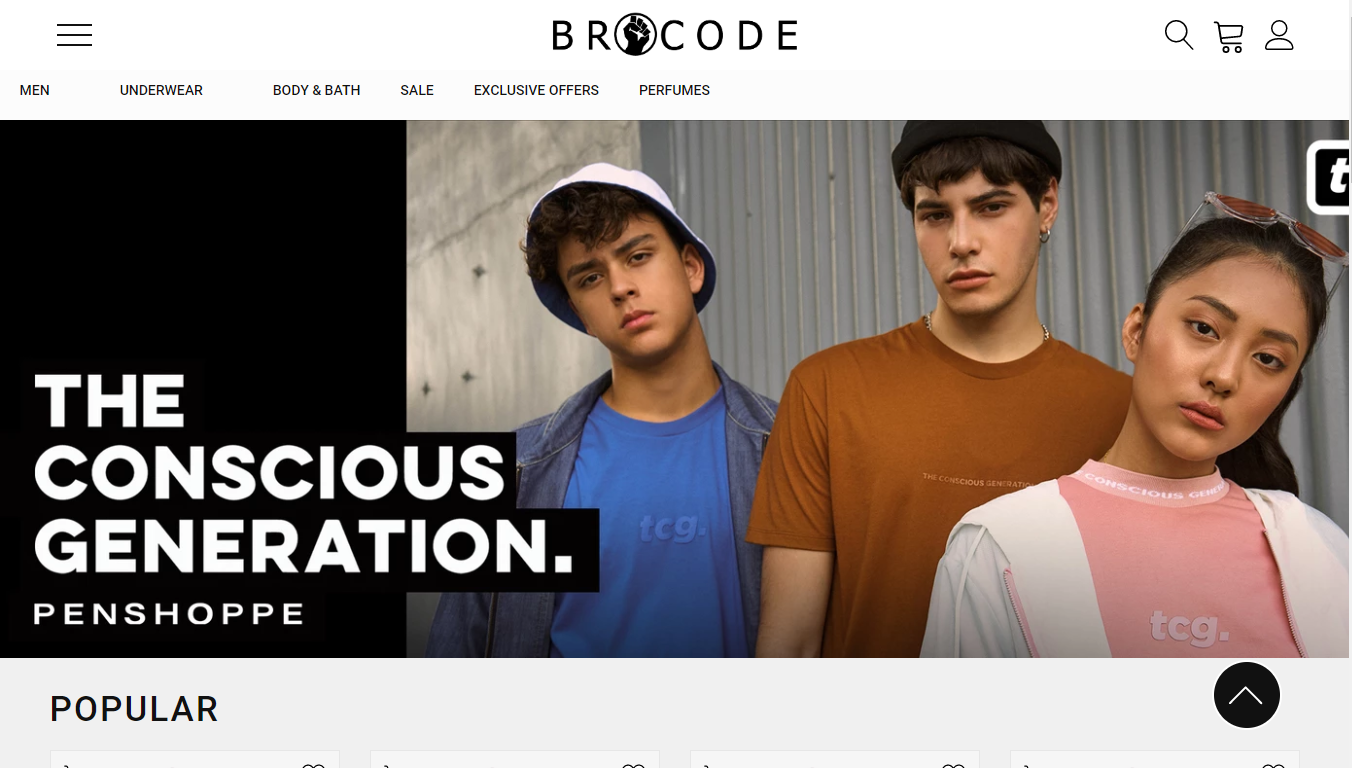 BROCODE
MEN UNDERWEAR BODY & BATH SALE EXCLUSIVE OFFERS PERFUMES
THE
CONSCIOUS
GENERATION.
PENSHOPPE
tcg.
THE CONSCIOUS GENERATION
CONSCIOUS GENER
tcg.
t
POPULAR